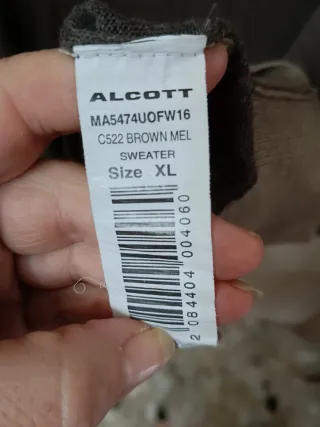 ALCOTT
MA5474UOFW16
C522 BROWN MEL
SWEATER
Size XL
2084404004060